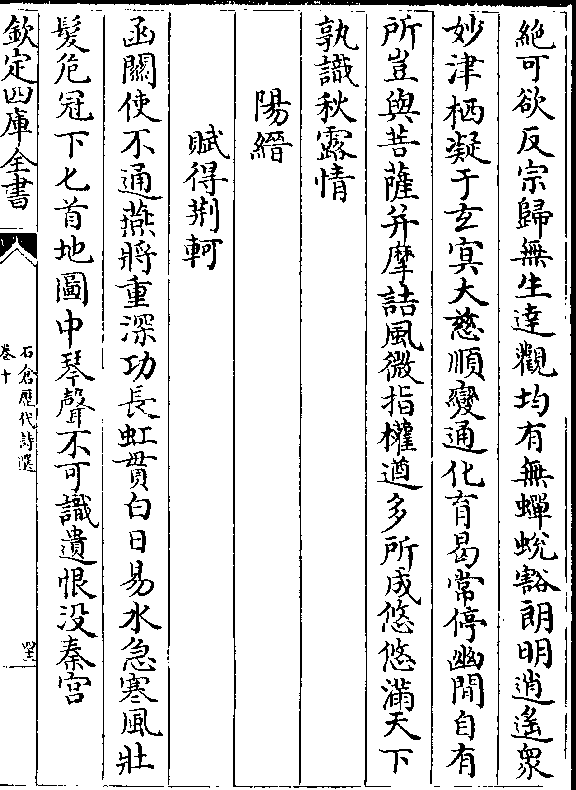 絶可欲反宗歸無生達觀均有無蟬蛻豁朗明逍遙衆
妙津栖凝于玄冥大慈順變通化育曷常停幽閒自有
所豈與菩薩并摩詰風微指權遒多所成悠悠滿天下
孰識秋露情
陽縉
賦得荆軻
函關使不通燕將重深功長虹貫白日易水急寒風壯
髮危冠下匕首地圖中琴聲不可識遺恨没秦宫
欽定四庫全書
石倉歷代詩選
卷十